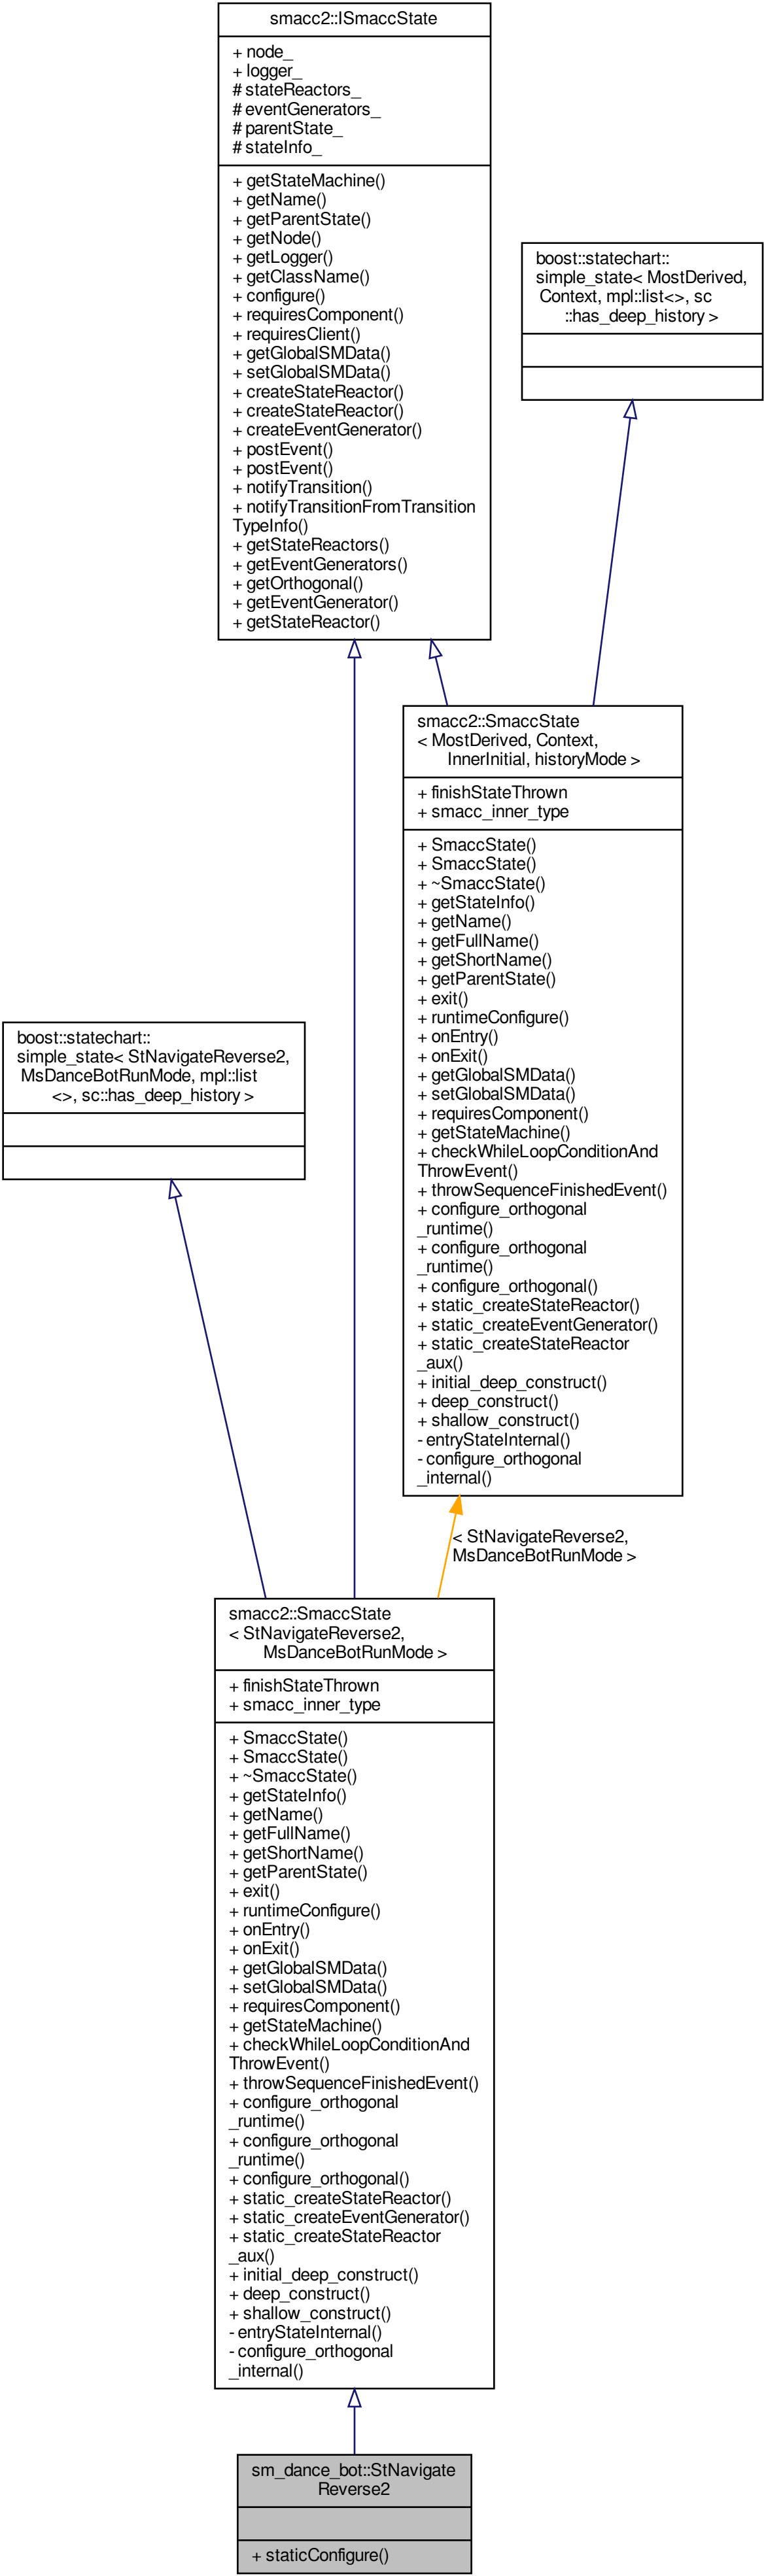 smacc2::ISmaccState
+ node_
+ logger_
# stateReactors_
# eventGenerators_
# parentState_
# stateInfo_
+ getStateMachine()
+ getName()
+ getParentState()
+ getNode()
+ getLogger()
+ getClassName()
+ configure()
+ requiresComponent()
+ requiresClient()
+ getGlobalSMData()
+ setGlobalSMData()
+ createStateReactor()
+ createStateReactor()
+ createEventGenerator()
+ postEvent()
+ postEvent()
+ notifyTransition()
+ notifyTransitionFromTransition
TypeInfo()
+ getStateReactors()
+ getEventGenerators()
+ getOrthogonal()
+ getEventGenerator()
+ getStateReactor()
boost::statechart::
simple_state< MostDerived,
Context, mpl::list<>, sc
::has_deep_history >
smacc2::SmaccState
< MostDerived, Context,
InnerInitial, historyMode >
+ finishStateThrown
+ smacc_inner_type
+ SmaccState()
+ SmaccState()
+ ~SmaccState()
+ getStateInfo()
+ getName()
+ getFullName()
+ getShortName()
+ getParentState()
+ exit()
+ runtimeConfigure()
+ onEntry()
+ onExit()
+ getGlobalSMData()
+ setGlobalSMData()
+ requiresComponent()
+ getStateMachine()
+ checkWhileLoopConditionAnd
ThrowEvent()
+ throwSequenceFinishedEvent()
+ configure_orthogonal
_runtime()
+ configure_orthogonal
_runtime()
+ configure_orthogonal()
+ static_createStateReactor()
+ static_createEventGenerator()
+ static_createStateReactor
_aux()
+ initial_deep_construct()
+ deep_construct()
+ shallow_construct()
- entryStateInternal()
- configure_orthogonal
_internal()
boost::statechart::
simple_state< StNavigateReverse2,
MsDanceBotRunMode, mpl::list
<>, sc::has_deep_history >
< StNavigateReverse2,
MsDanceBotRunMode >
smacc2::SmaccState
< StNavigateReverse2,
MsDanceBotRunMode >
+ finishStateThrown
+ smacc_inner_type
+ SmaccState()
+ SmaccState()
+ ~SmaccState()
+ getStateInfo()
+ getName()
+ getFullName()
+ getShortName()
+ getParentState()
+ exit()
+ runtimeConfigure()
+ onEntry()
+ onExit()
+ getGlobalSMData()
+ setGlobalSMData()
+ requiresComponent()
+ getStateMachine()
+ checkWhileLoopConditionAnd
ThrowEvent()
+ throwSequenceFinishedEvent()
+ configure_orthogonal
_runtime()
+ configure_orthogonal
_runtime()
+ configure_orthogonal()
+ static_createStateReactor()
+ static_createEventGenerator()
+ static_createStateReactor
_aux()
+ initial_deep_construct()
+ deep_construct()
+ shallow_construct()
- entryStateInternal()
- configure_orthogonal
_internal()
sm_dance_bot::StNavigate
Reverse2
+ staticConfigure()